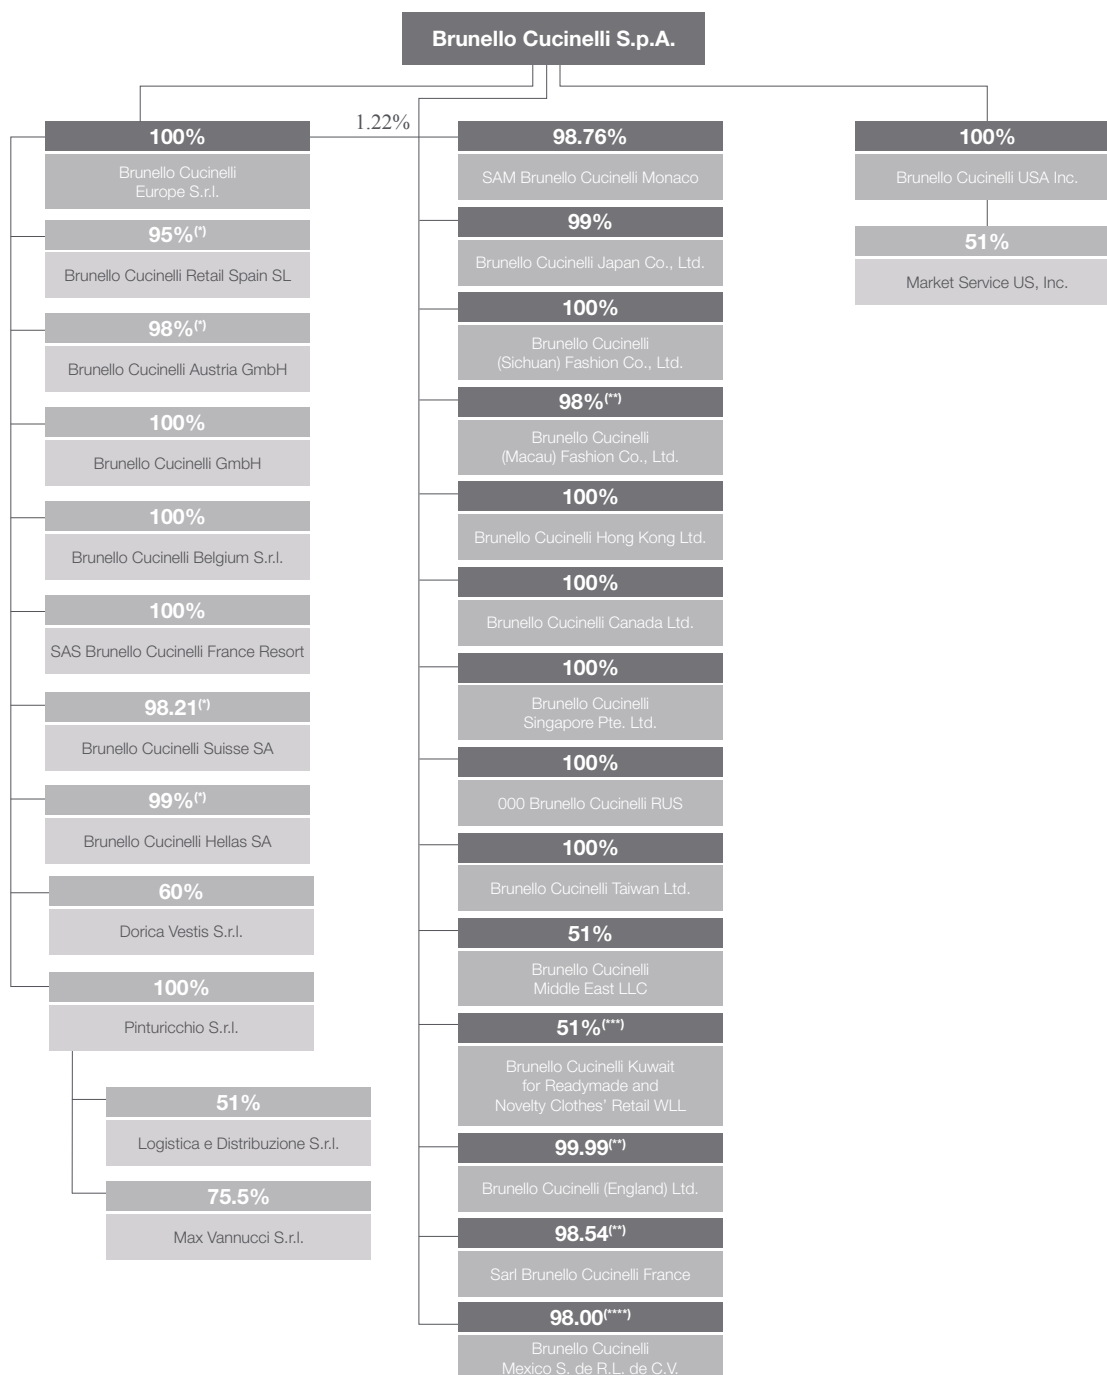 Brunello Cucinelli S.p.A.
100%
Brunello Cucinelli
Europe S.r.l.
95%(*)
Brunello Cucinelli Retail Spain SL
98%(*)
Brunello Cucinelli Austria GmbH
100%
Brunello Cucinelli GmbH
100%
Brunello Cucinelli Belgium S.r.l.
100%
SAS Brunello Cucinelli France Resort
98.21(*)
Brunello Cucinelli Suisse SA
99%(*)
Brunello Cucinelli Hellas SA
60%
Dorica Vestis S.r.l.
100%
Pinturicchio S.r.l.
51%
Logistica e Distribuzione S.r.l.
75.5%
Max Vannucci S.r.l.
1.22%
98.76%
SAM Brunello Cucinelli Monaco
99%
Brunello Cucinelli Japan Co., Ltd.
100%
Brunello Cucinelli
(Sichuan) Fashion Co., Ltd.
98%(**)
Brunello Cucinelli
(Macau) Fashion Co., Ltd.
100%
Brunello Cucinelli Hong Kong Ltd.
100%
Brunello Cucinelli Canada Ltd.
100%
Brunello Cucinelli
Singapore Pte. Ltd.
100%
000 Brunello Cucinelli RUS
100%
Brunello Cucinelli Taiwan Ltd.
51%
Brunello Cucinelli
Middle East LLC
51%(***)
Brunello Cucinelli Kuwait
for Readymade and
Novelty Clothes' Retail WLL
99.99(**)
Brunello Cucinelli (England) Ltd.
98.54(**)
Sarl Brunello Cucinelli France
98.00(****)
Brunello Cucinelli
Mexico S. de R.L. de C.V.
100%
Brunello Cucinelli USA Inc.
51%
Market Service US, Inc.